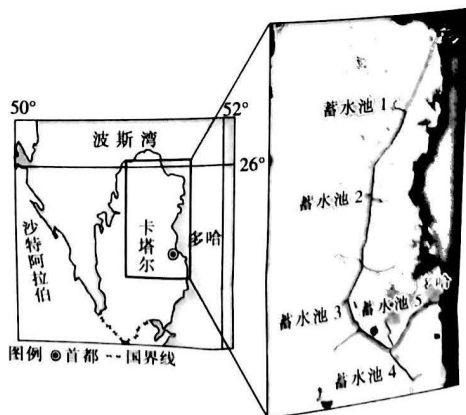 50°
52°
波斯湾
26°
沙特阿拉伯
卡塔尔
多哈
图例 ◎首都 --- 国界线
蓄水池 1
蓄水池 2
哈
蓄水池 3
蓄水池 5
蓄水池 4